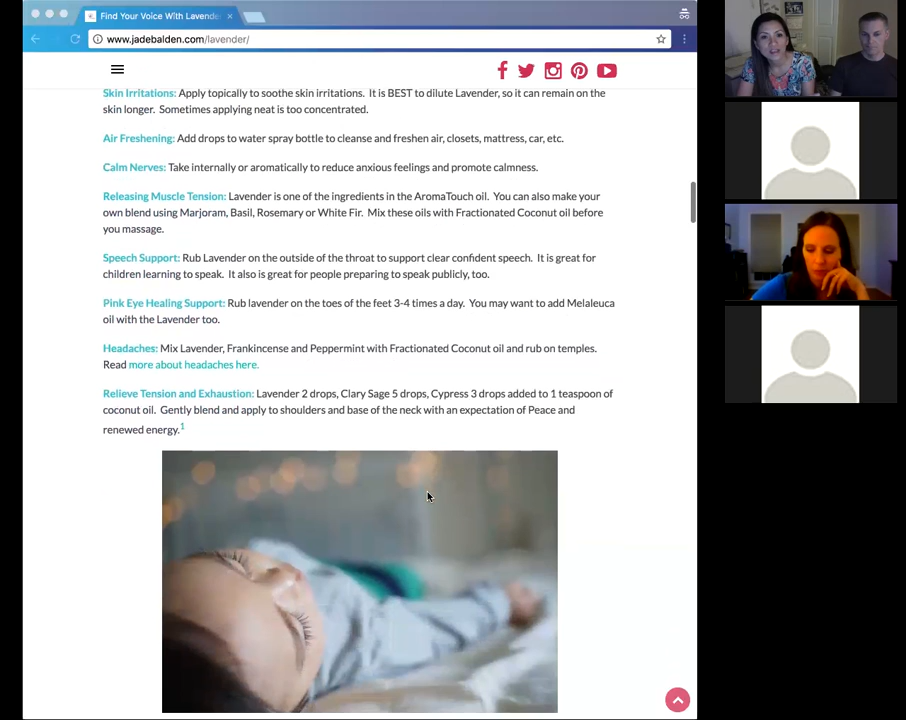 Find Your Voice With Lavende
www.jadebalden.com/lavender/
Skin Irritations: Apply topically to soothe skin irritations. It is BEST to dilute Lavender, so it can remain on the
skin longer. Sometimes applying neat is too concentrated.
Air Freshening: Add drops to water spray bottle to cleanse and freshen air, closets, mattress, car, etc.
Calm Nerves: Take internally or aromatically to reduce anxious feelings and promote calmness.
Releasing Muscle Tension: Lavender is one of the ingredients in the AromaTouch oil. You can also make your
own blend using Marjoram, Basil, Rosemary or White Fir. Mix these oils with Fractionated Coconut oil before
you massage.
Speech Support: Rub Lavender on the outside of the throat to support clear confident speech. It is great for
children learning to speak. It also is great for people preparing to speak publicly, too.
Pink Eye Healing Support: Rub lavender on the toes of the feet 3-4 times a day. You may want to add Melaleuca
oil with the Lavender too.
Headaches: Mix Lavender, Frankincense and Peppermint with Fractionated Coconut oil and rub on temples.
Read more about headaches here.
Relieve Tension and Exhaustion: Lavender 2 drops, Clary Sage 5 drops, Cypress 3 drops added to 1 teaspoon of
coconut oil. Gently blend and apply to shoulders and base of the neck with an expectation of Peace and
renewed energy.1